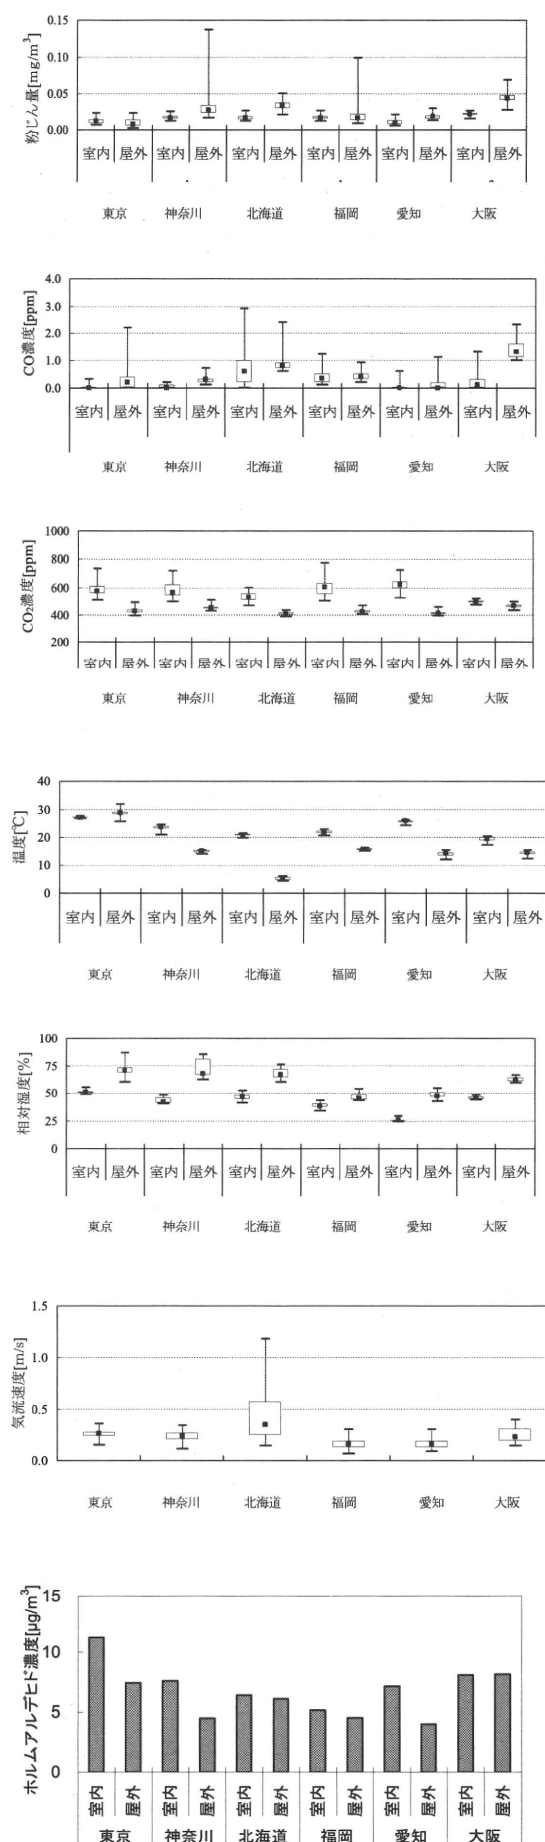 粉じん量[mg/m³]
0.15
0.10
0.05
0.00
室内 屋外 室内 屋外 室内 屋外 室内 屋外 室内 屋外 室内 屋外
東京 神奈川 北海道 福岡 愛知 大阪
CO濃度[ppm]
4.0
3.0
2.0
1.0
0.0
室内 屋外 室内 屋外 室内 屋外 室内 屋外 室内 屋外 室内 屋外
東京 神奈川 北海道 福岡 愛知 大阪
CO₂濃度[ppm]
1000
800
600
400
200
室内 屋外 室内 屋外 室内 屋外 室内 屋外 室内 屋外 室内 屋外
東京 神奈川 北海道 福岡 愛知 大阪
温度[℃]
40
30
20
10
0
室内 屋外 室内 屋外 室内 屋外 室内 屋外 室内 屋外 室内 屋外
東京 神奈川 北海道 福岡 愛知 大阪
相対湿度[%]
100
75
50
25
0
室内 屋外 室内 屋外 室内 屋外 室内 屋外 室内 屋外 室内 屋外
東京 神奈川 北海道 福岡 愛知 大阪
気流速度[m/s]
1.5
1.0
0.5
0.0
東京 神奈川 北海道 福岡 愛知 大阪
ホルムアルデヒド濃度[μg/m³]
15
10
5
0
室内 屋外 室内 屋外 室内 屋外 室内 屋外 室内 屋外 室内 屋外
東京 神奈川 北海道 福岡 愛知 大阪